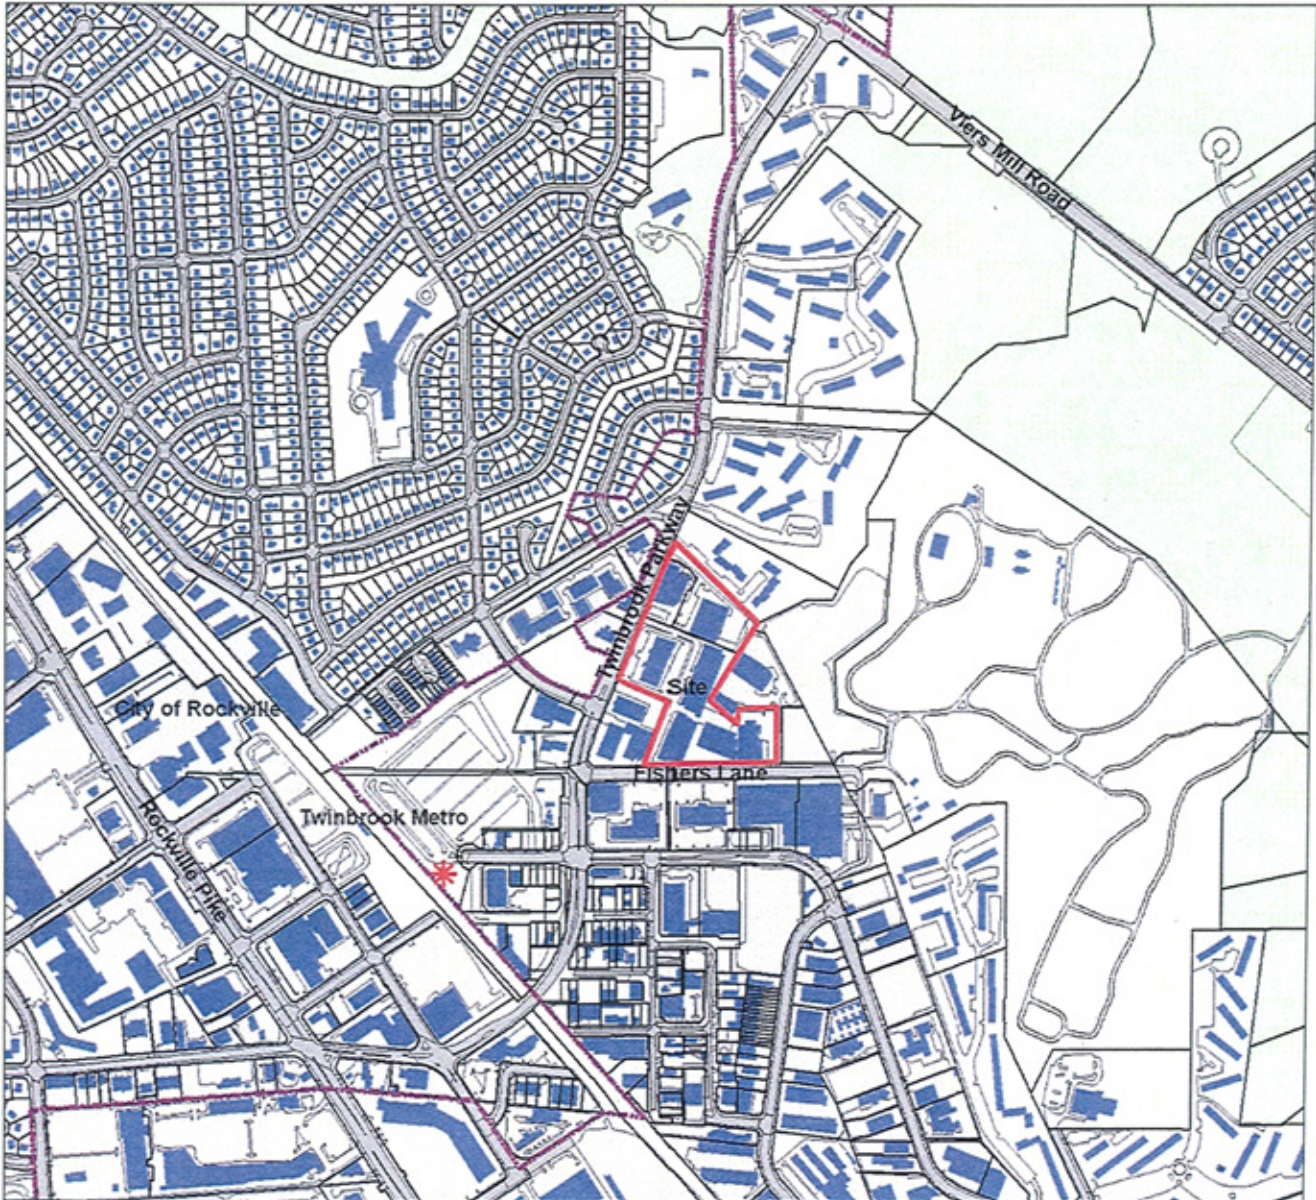 Viers Mill Road
Twinbrook Parkway
Site
City of Rockville
Fishers Lane
Rockville Pike
Twinbrook Metro